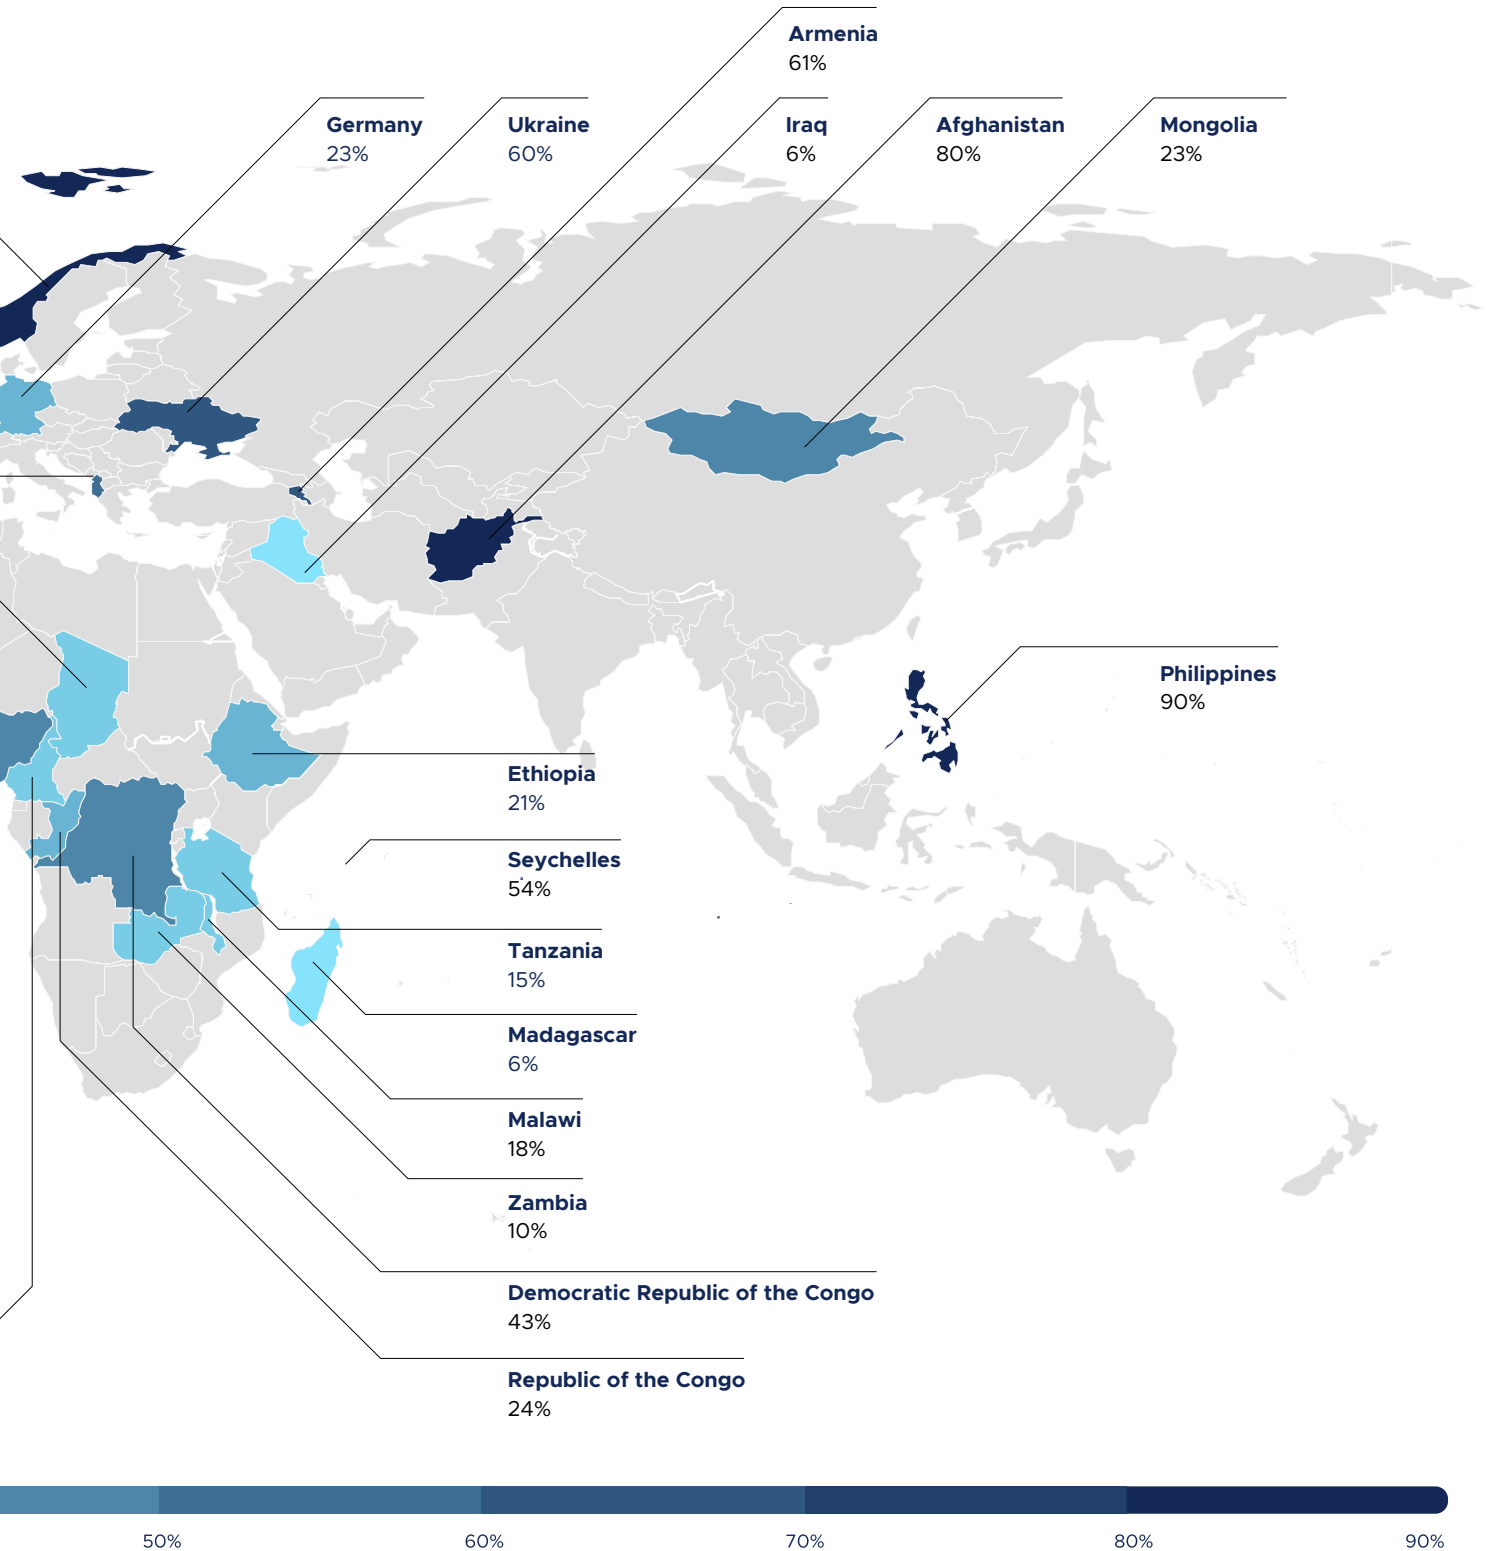 Armenia
61%
Germany
23%
Ukraine
60%
Iraq
6%
Afghanistan
80%
Mongolia
23%
Philippines
90%
Ethiopia
21%
Seychelles
54%
Tanzania
15%
Madagascar
6%
Malawi
18%
Zambia
10%
Democratic Republic of the Congo
43%
Republic of the Congo
24%
50% 60% 70% 80% 90%